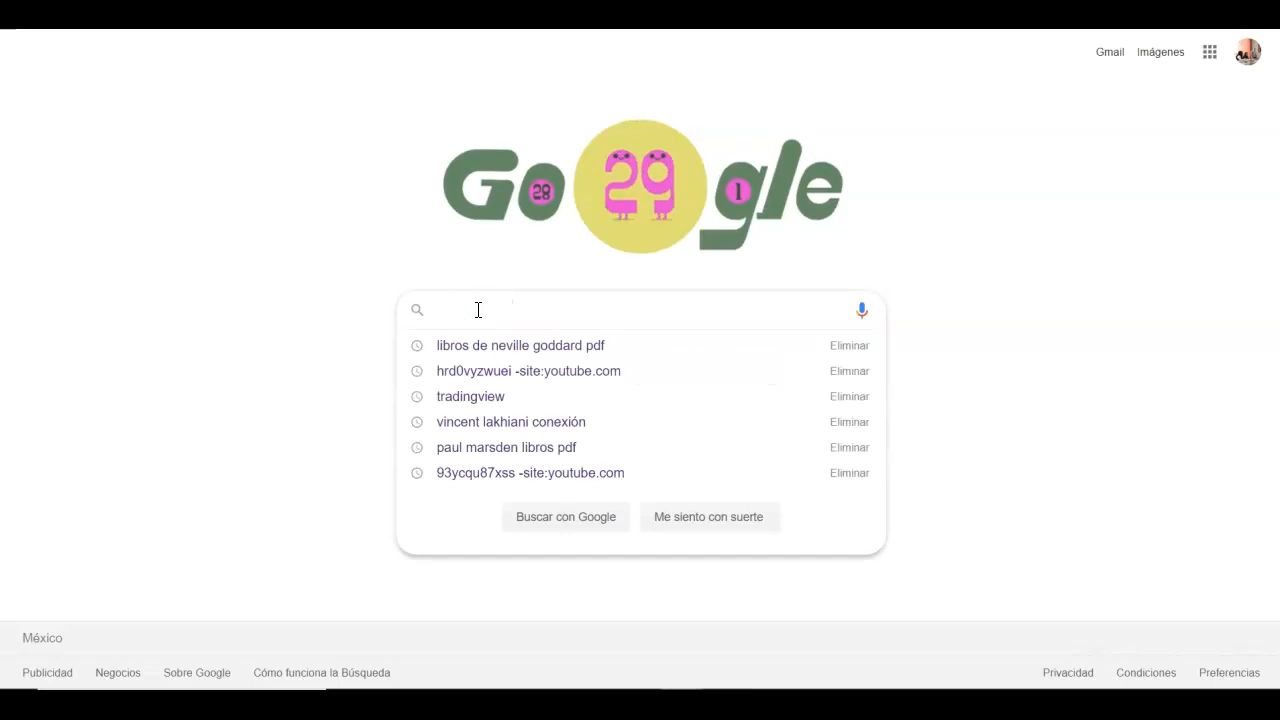 Gmail Imágenes
Google
28 29 1
libros de neville goddard pdf Eliminar
hrd0vyzwuei -site:youtube.com Eliminar
tradingview Eliminar
vincent lakhiani conexión Eliminar
paul marsden libros pdf Eliminar
93ycqu87xss -site:youtube.com Eliminar
Buscar con Google Me siento con suerte
México
Publicidad Negocios Sobre Google Cómo funciona la Búsqueda Privacidad Condiciones Preferencias